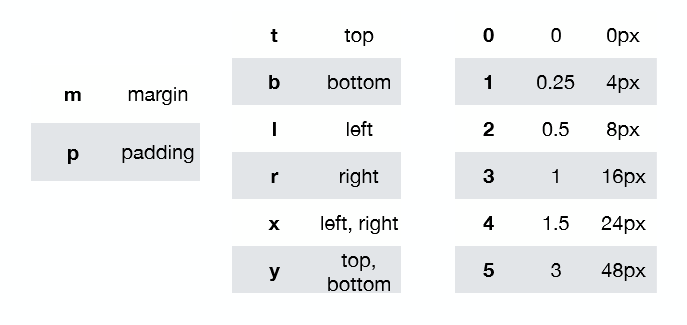 m margin
p padding
t top
b bottom
l left
r right
x left, right
y top,
bottom
0 0 0px
1 0.25 4px
2 0.5 8px
3 1 16px
4 1.5 24px
5 3 48px